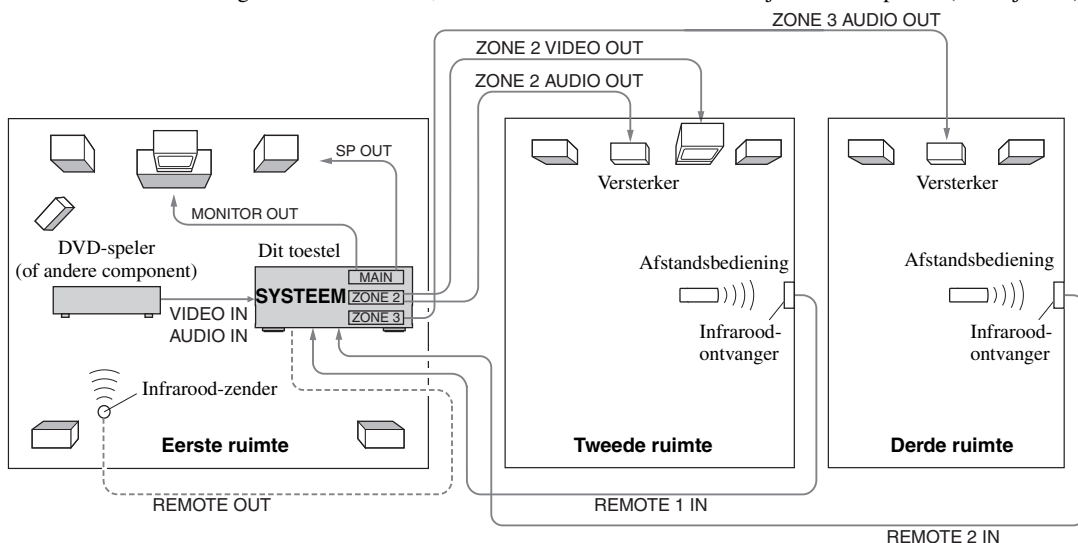 ZONE 3 AUDIO OUT
ZONE 2 VIDEO OUT
ZONE 2 AUDIO OUT
SP OUT
MONITOR OUT
DVD-speler
(of andere component)
Dit toestel
MAIN
SYSTEEM
ZONE 2
ZONE 3
VIDEO IN
AUDIO IN
Infrarood-zender
Eerste ruimte
REMOTE OUT
Versterker
Afstandsbediening
Infrarood-
ontvanger
Tweede ruimte
REMOTE 1 IN
Versterker
Afstandsbediening
Infrarood-
ontvanger
Derde ruimte
REMOTE 2 IN